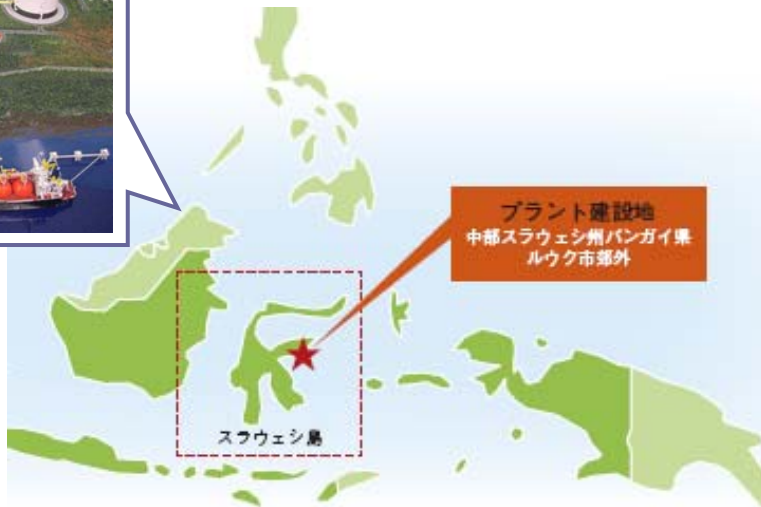 プラント建設地
中部スラウェシ州バンガイ県
ルウク市郊外
スラウェシ島